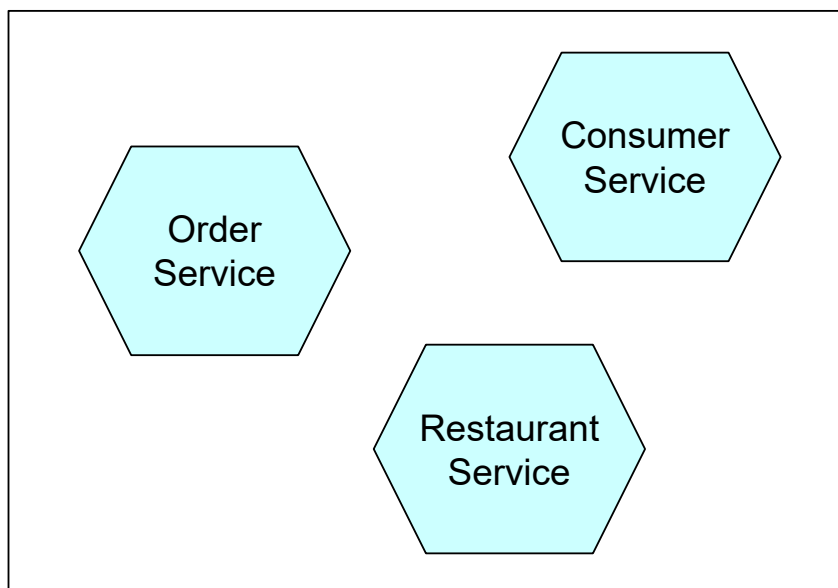 Consumer
Service
Order
Service
Restaurant
Service